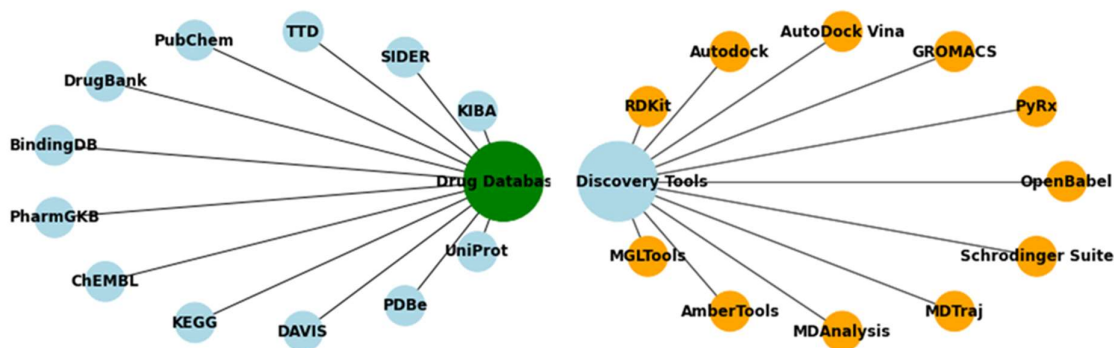 TTD
AutoDock Vina
PubChem
Autodock
GROMACS
SIDER
DrugBank
RDKit
PyRx
KIBA
BindingDB
Drug Databas
Discovery Tools
OpenBabel
PharmGKB
UniProt
MGLTools
Schrodinger Suite
ChEMBL
PDBe
AmberTools
MDTraj
KEGG
DAVIS
MDAnalysis